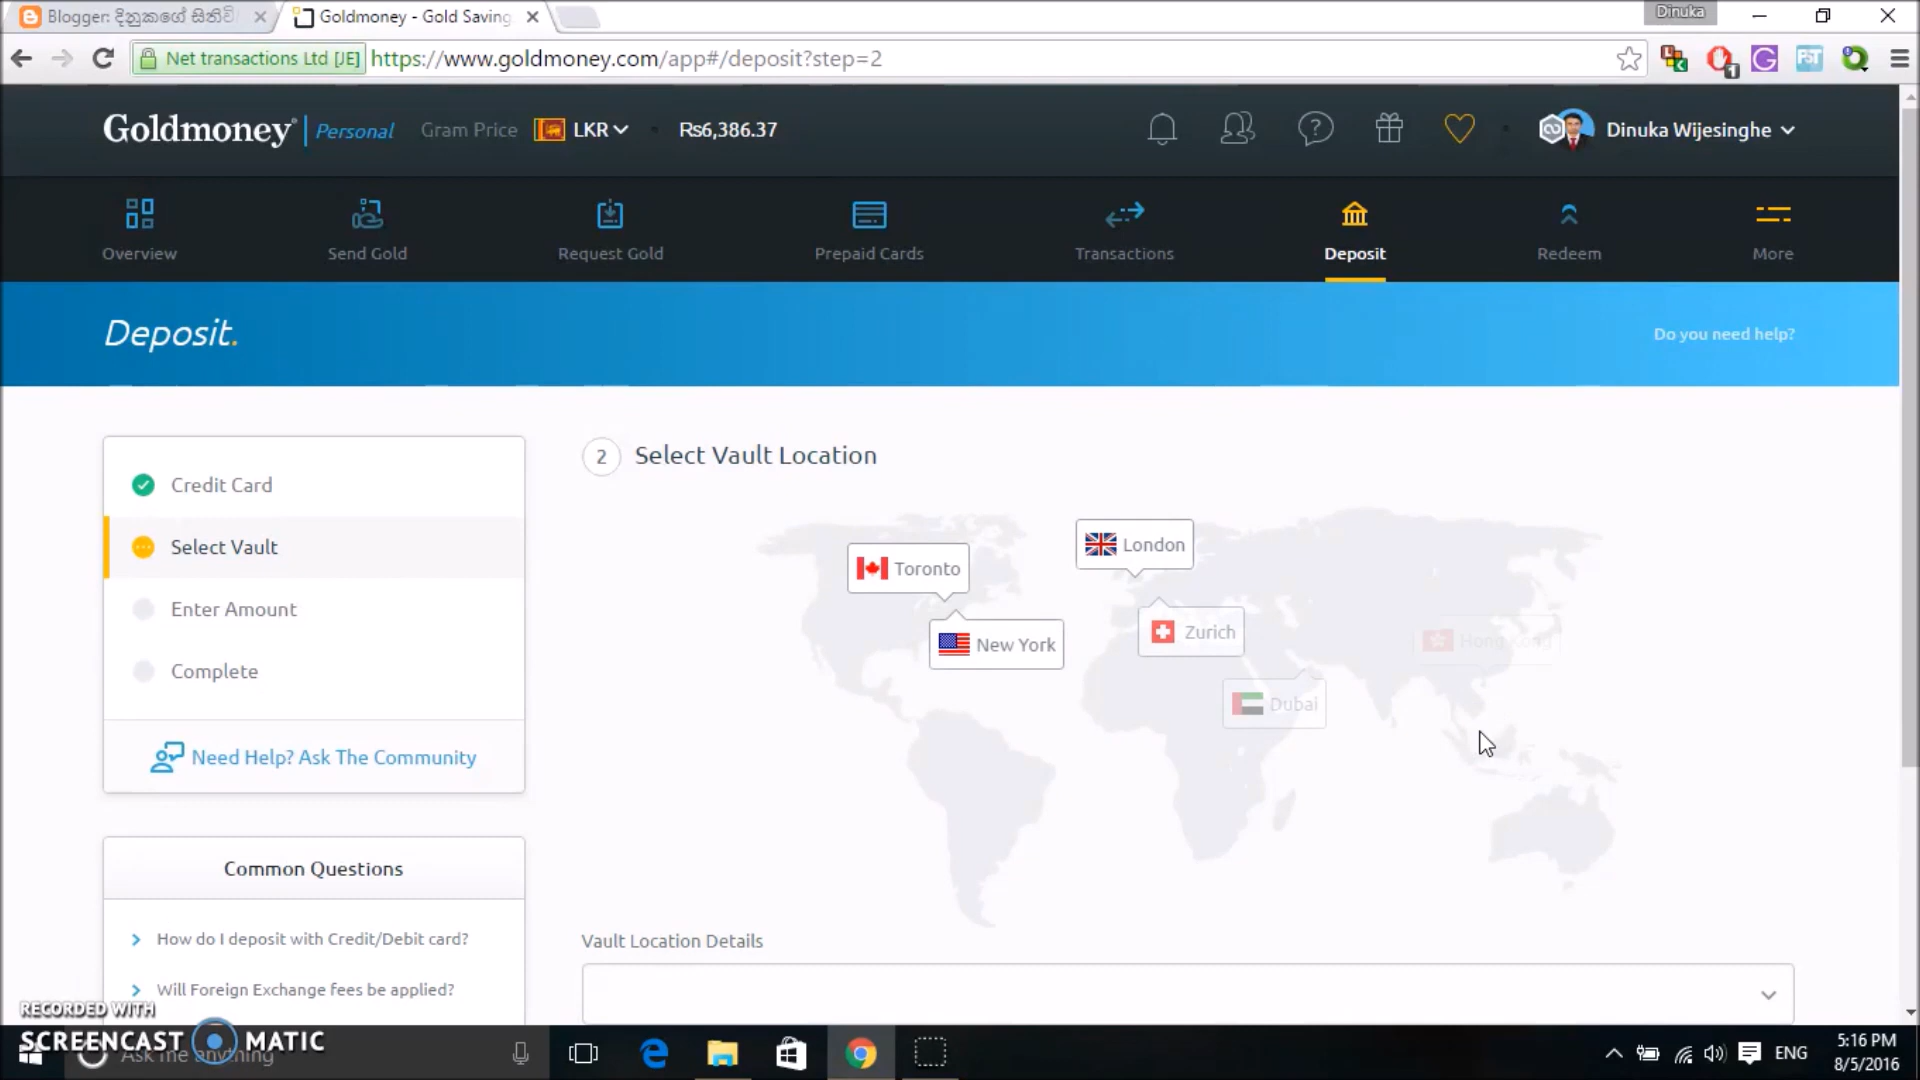 Blogger: දිනුකගේ සිතිවි
Goldmoney - Gold Saving
Dinuka
Net transactions Ltd [JE]
https://www.goldmoney.com/app#/deposit?step=2
Goldmoney Personal
Gram Price
LKR
Rs6,386.37
Dinuka Wijesinghe
Overview
Send Gold
Request Gold
Prepaid Cards
Transactions
Deposit
Redeem
More
Deposit.
Do you need help?
Credit Card
Select Vault
Enter Amount
Complete
Need Help? Ask The Community
2 Select Vault Location
London
Toronto
Zurich
New York
Hong Kong
Dubai
Common Questions
How do I deposit with Credit/Debit card?
Will Foreign Exchange fees be applied?
Vault Location Details
RECORDED WITH
SCREENCAST MATIC
Ask me anything
ENG
5:16 PM
8/5/2016